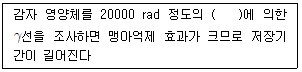 감자 영양체를 20000 rad 정도의 (   )에 의한
γ선을 조사하면 맹아억제 효과가 크므로 저장기
간이 길어진다